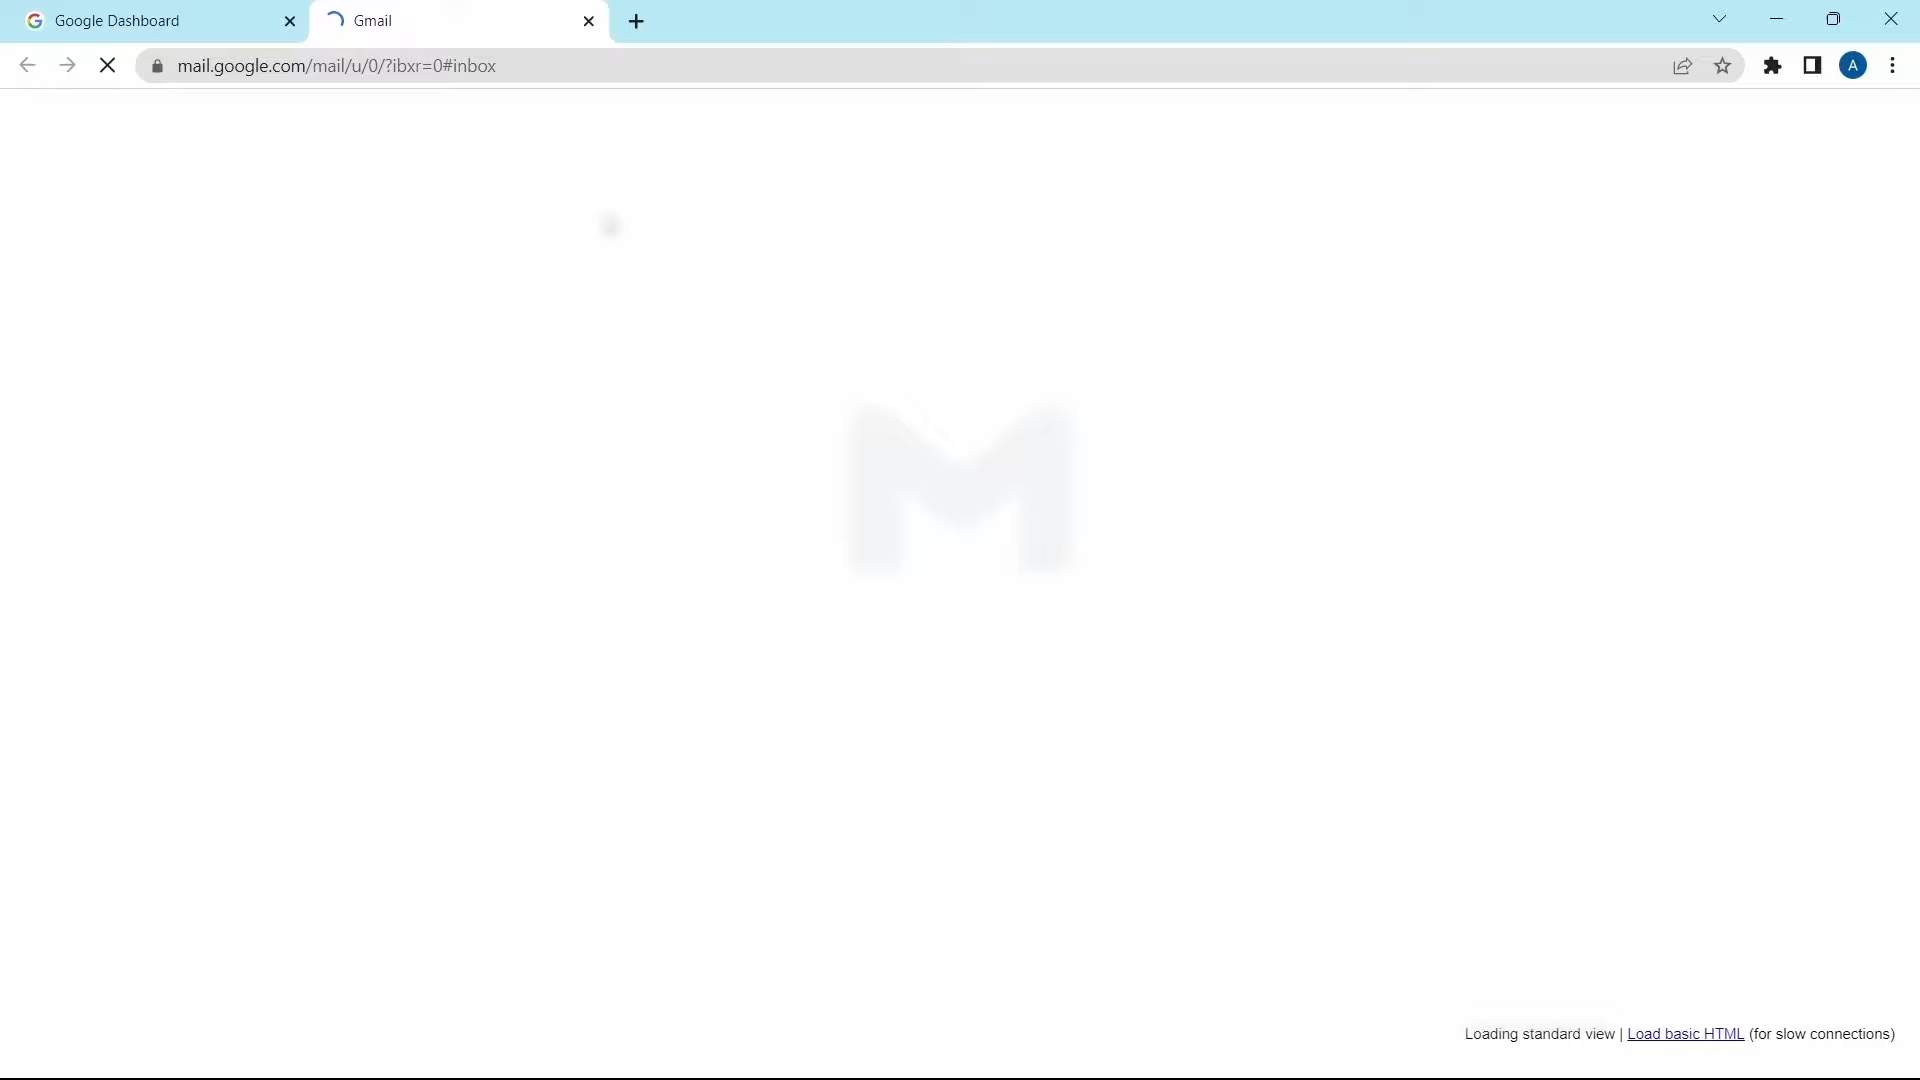 Google Dashboard
Gmail
mail.google.com/mail/u/0/?ibxr=0#inbox
A
Loading standard view | Load basic HTML (for slow connections)